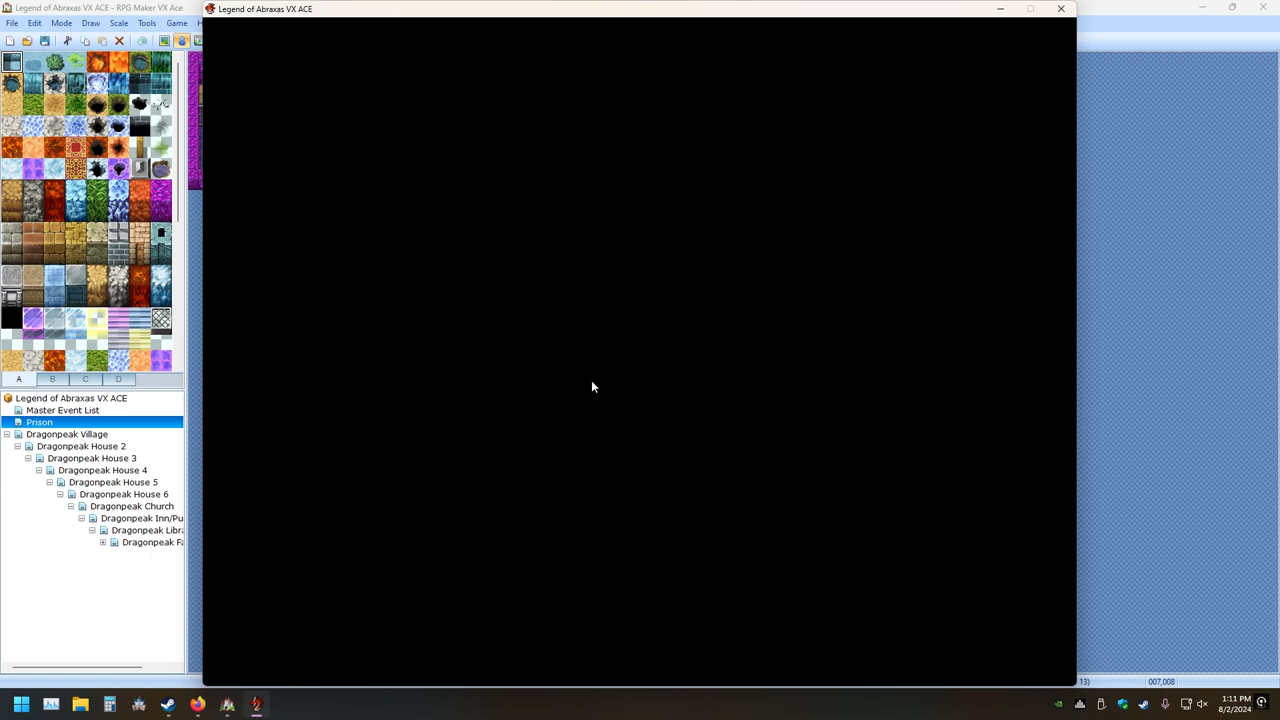 Legend of Abraxas VX ACE - RPG Maker VX Ace
Legend of Abraxas VX ACE
File Edit Mode Draw Scale Tools Game
A B C D
Legend of Abraxas VX ACE
Master Event List
Prison
Dragonpeak Village
Dragonpeak House 2
Dragonpeak House 3
Dragonpeak House 4
Dragonpeak House 5
Dragonpeak House 6
Dragonpeak Church
Dragonpeak Inn/Pu
Dragonpeak Libr
Dragonpeak Fa
13) 007,008
1:11 PM
8/2/2024